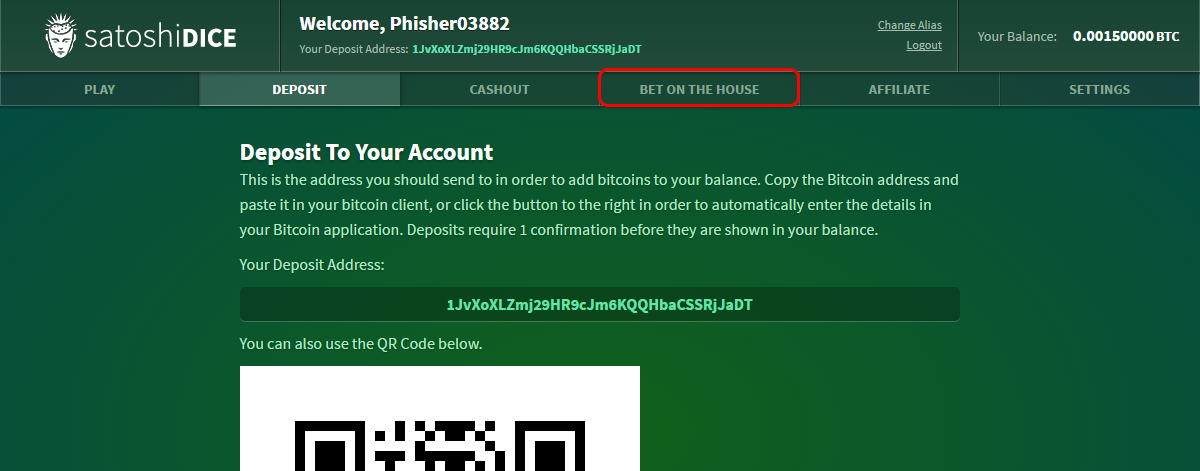 satoshiDICE
Welcome, Phisher03882
Your Deposit Address: 1JvXoXLZmj29HR9cJm6KQQHbaCSSRjJaDT
Change Alias
Logout
Your Balance: 0.00150000 BTC
PLAY DEPOSIT CASHOUT BET ON THE HOUSE AFFILIATE SETTINGS
Deposit To Your Account
This is the address you should send to in order to add bitcoins to your balance. Copy the Bitcoin address and
paste it in your bitcoin client, or click the button to the right in order to automatically enter the details in
your Bitcoin application. Deposits require 1 confirmation before they are shown in your balance.
Your Deposit Address:
1JvXoXLZmj29HR9cJm6KQQHbaCSSRjJaDT
You can also use the QR Code below.